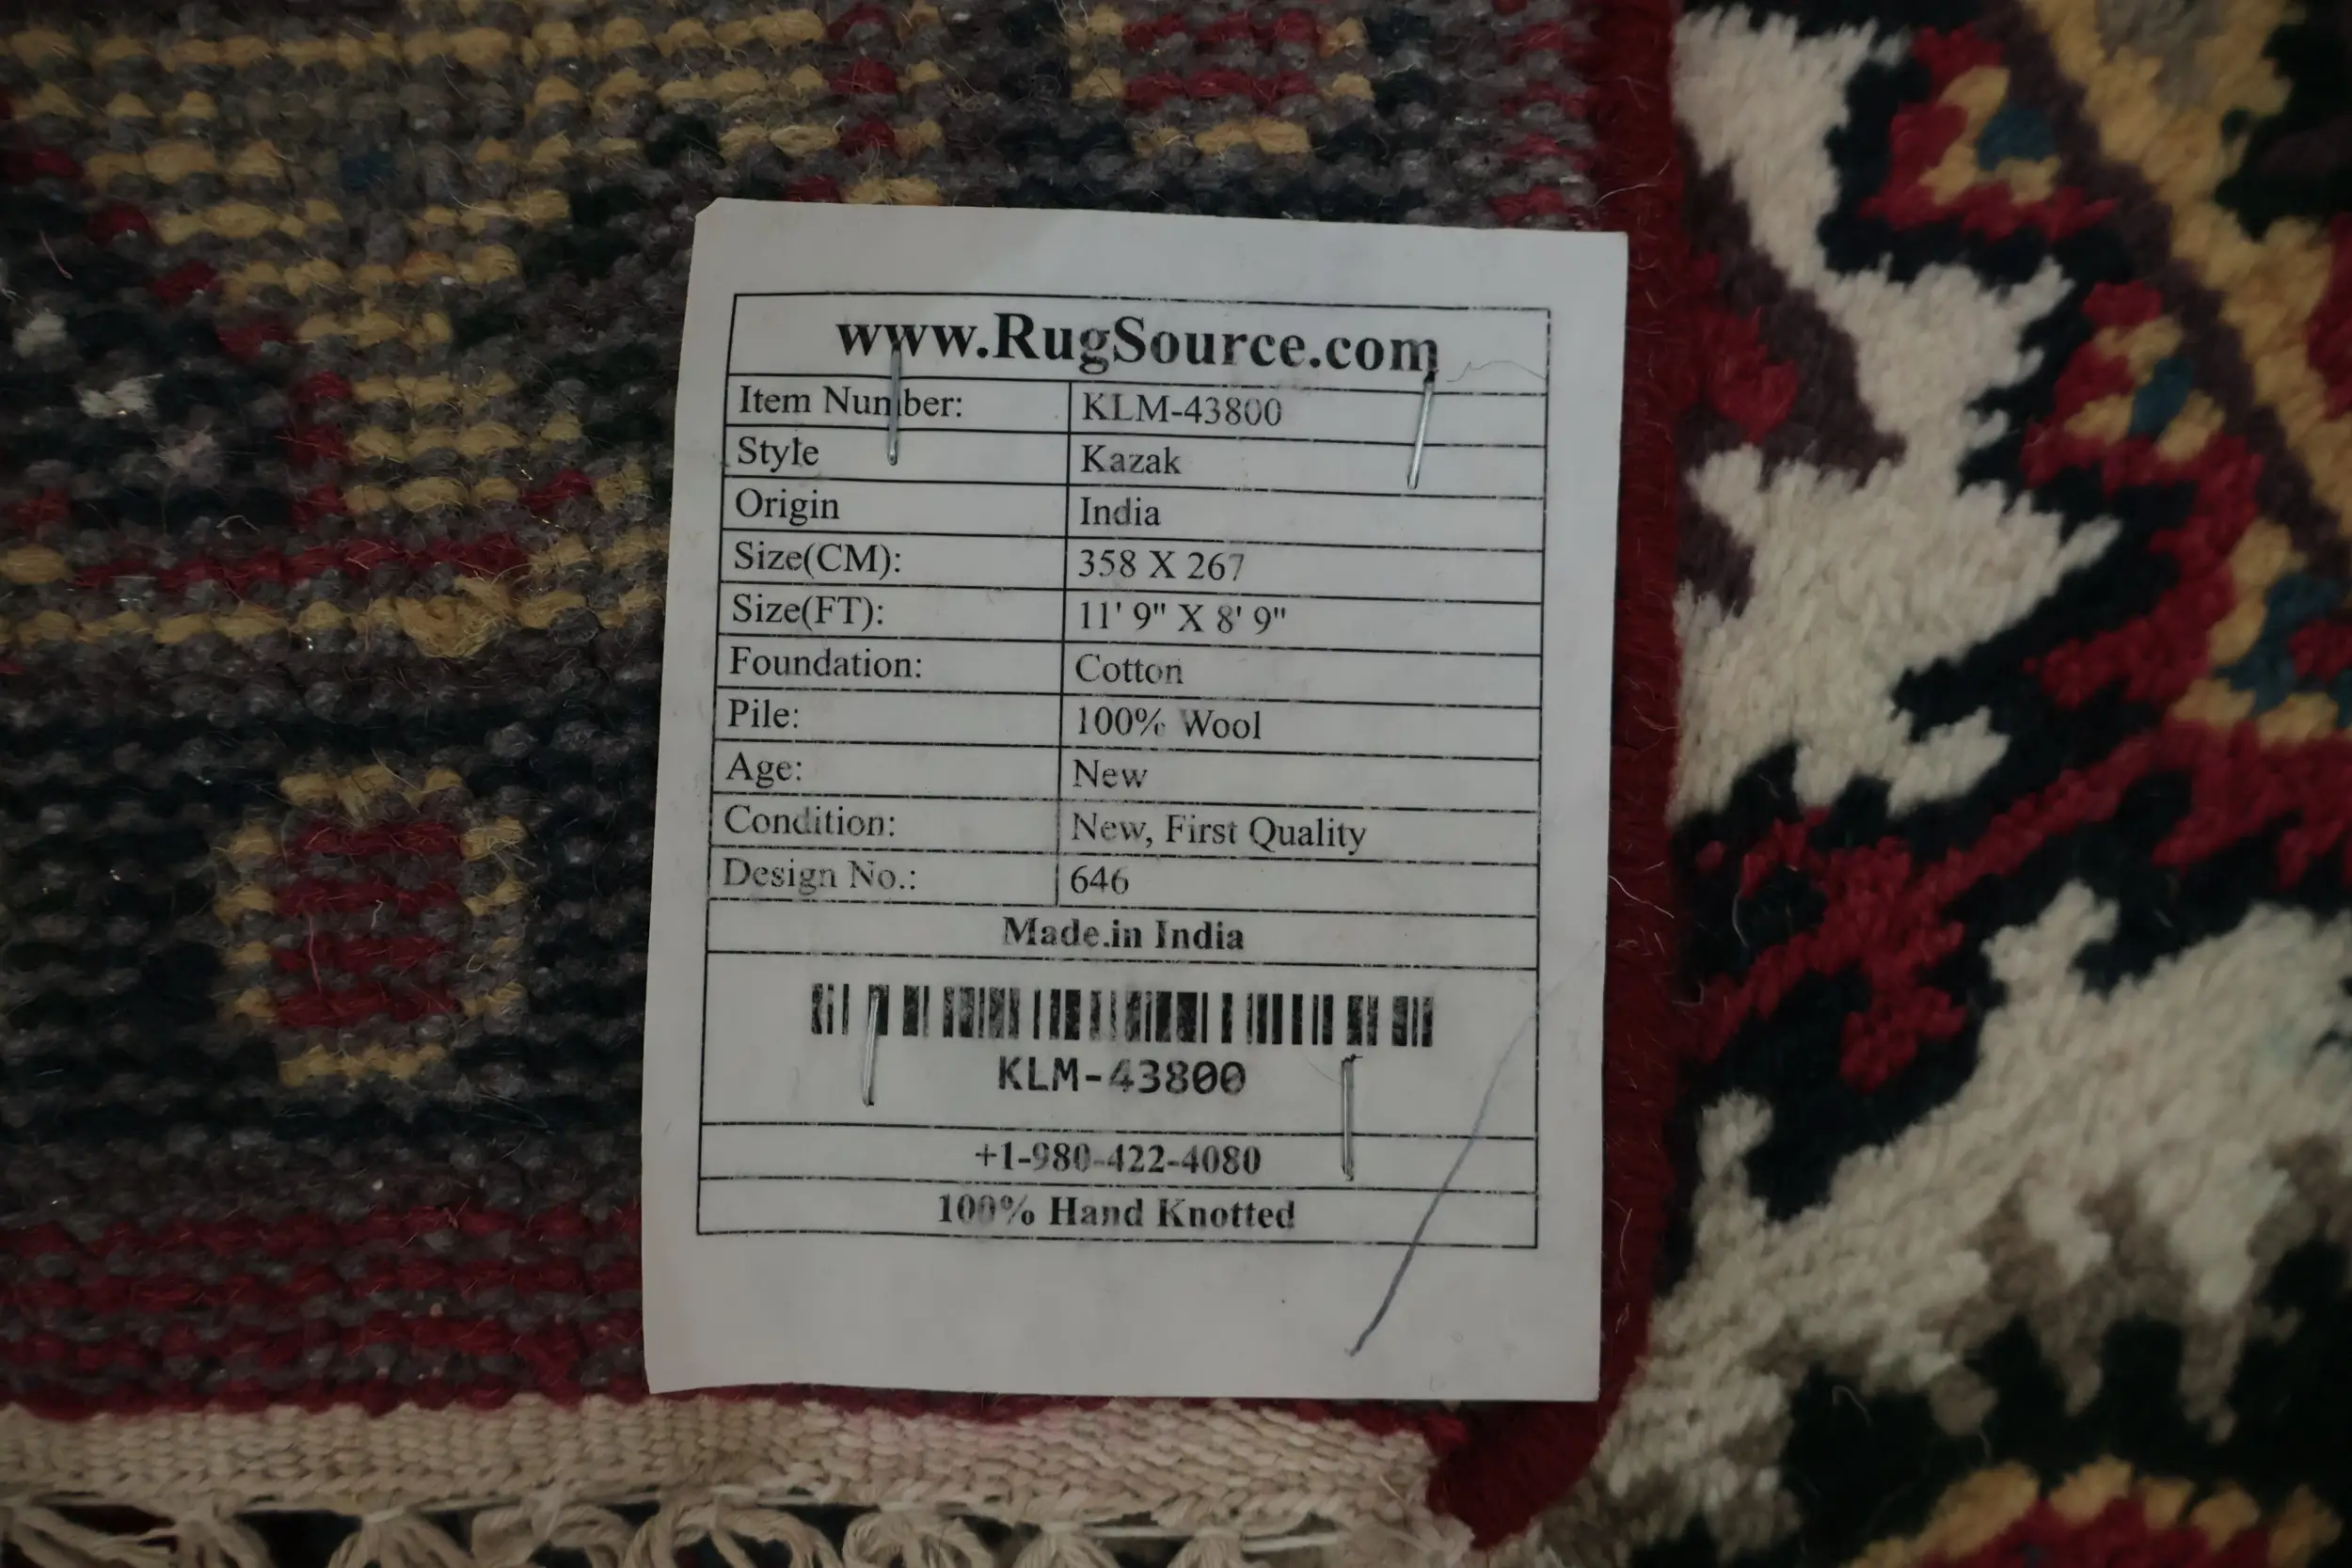 www.RugSource.com
Item Number: KLM-43800
Style Kazak
Origin India
Size(CM): 358 X 267
Size(FT): 11' 9" X 8' 9"
Foundation: Cotton
Pile: 100% Wool
Age: New
Condition: New, First Quality
Design No.: 646
Made.in India
KLM-43800
+1-980-422-4080
100% Hand Knotted